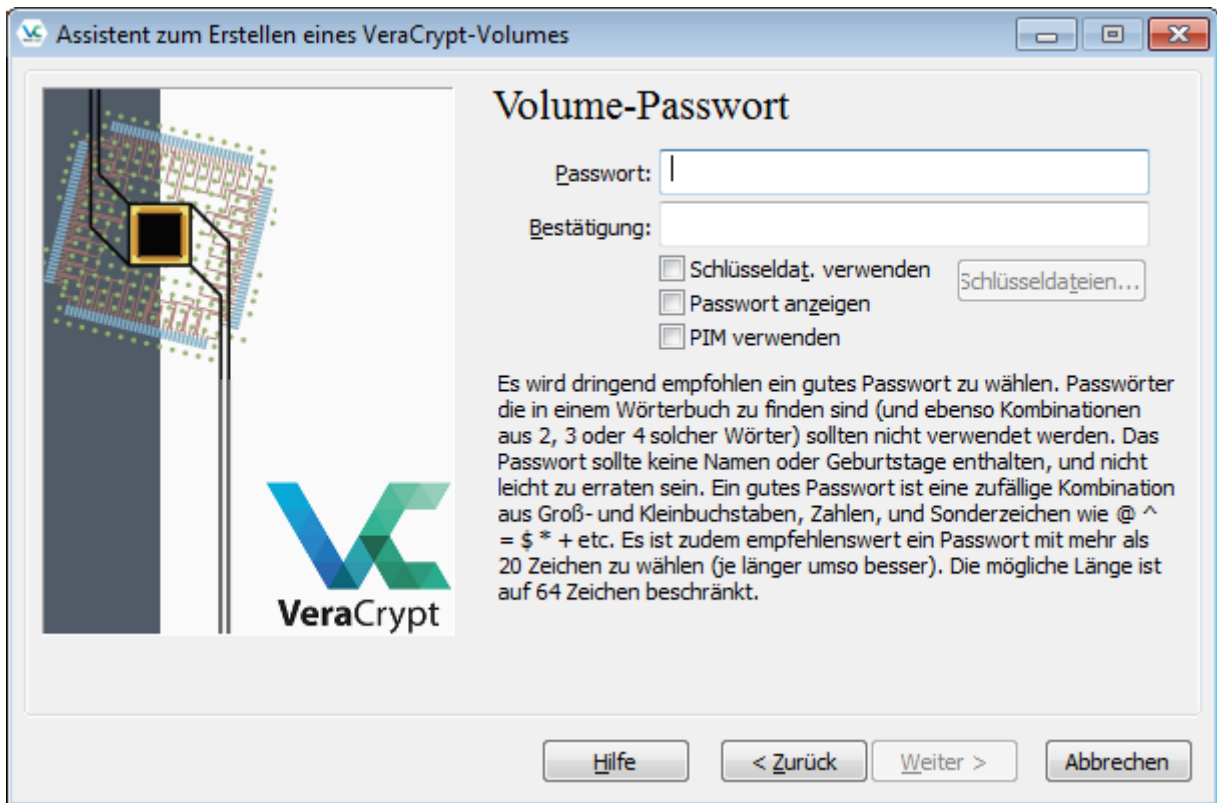 Assistent zum Erstellen eines VeraCrypt-Volumes
Volume-Passwort
Passwort:
Bestätigung:
Schlüsseldat. verwenden
Schlüsseldateien...
Passwort anzeigen
PIM verwenden
Es wird dringend empfohlen ein gutes Passwort zu wählen. Passwörter
die in einem Wörterbuch zu finden sind (und ebenso Kombinationen
aus 2, 3 oder 4 solcher Wörter) sollten nicht verwendet werden. Das
Passwort sollte keine Namen oder Geburtstage enthalten, und nicht
leicht zu erraten sein. Ein gutes Passwort ist eine zufällige Kombination
aus Groß- und Kleinbuchstaben, Zahlen, und Sonderzeichen wie @ ^
= $ * + etc. Es ist zudem empfehlenswert ein Passwort mit mehr als
20 Zeichen zu wählen (je länger umso besser). Die mögliche Länge ist
auf 64 Zeichen beschränkt.
VeraCrypt
Hilfe
< Zurück
Weiter >
Abbrechen